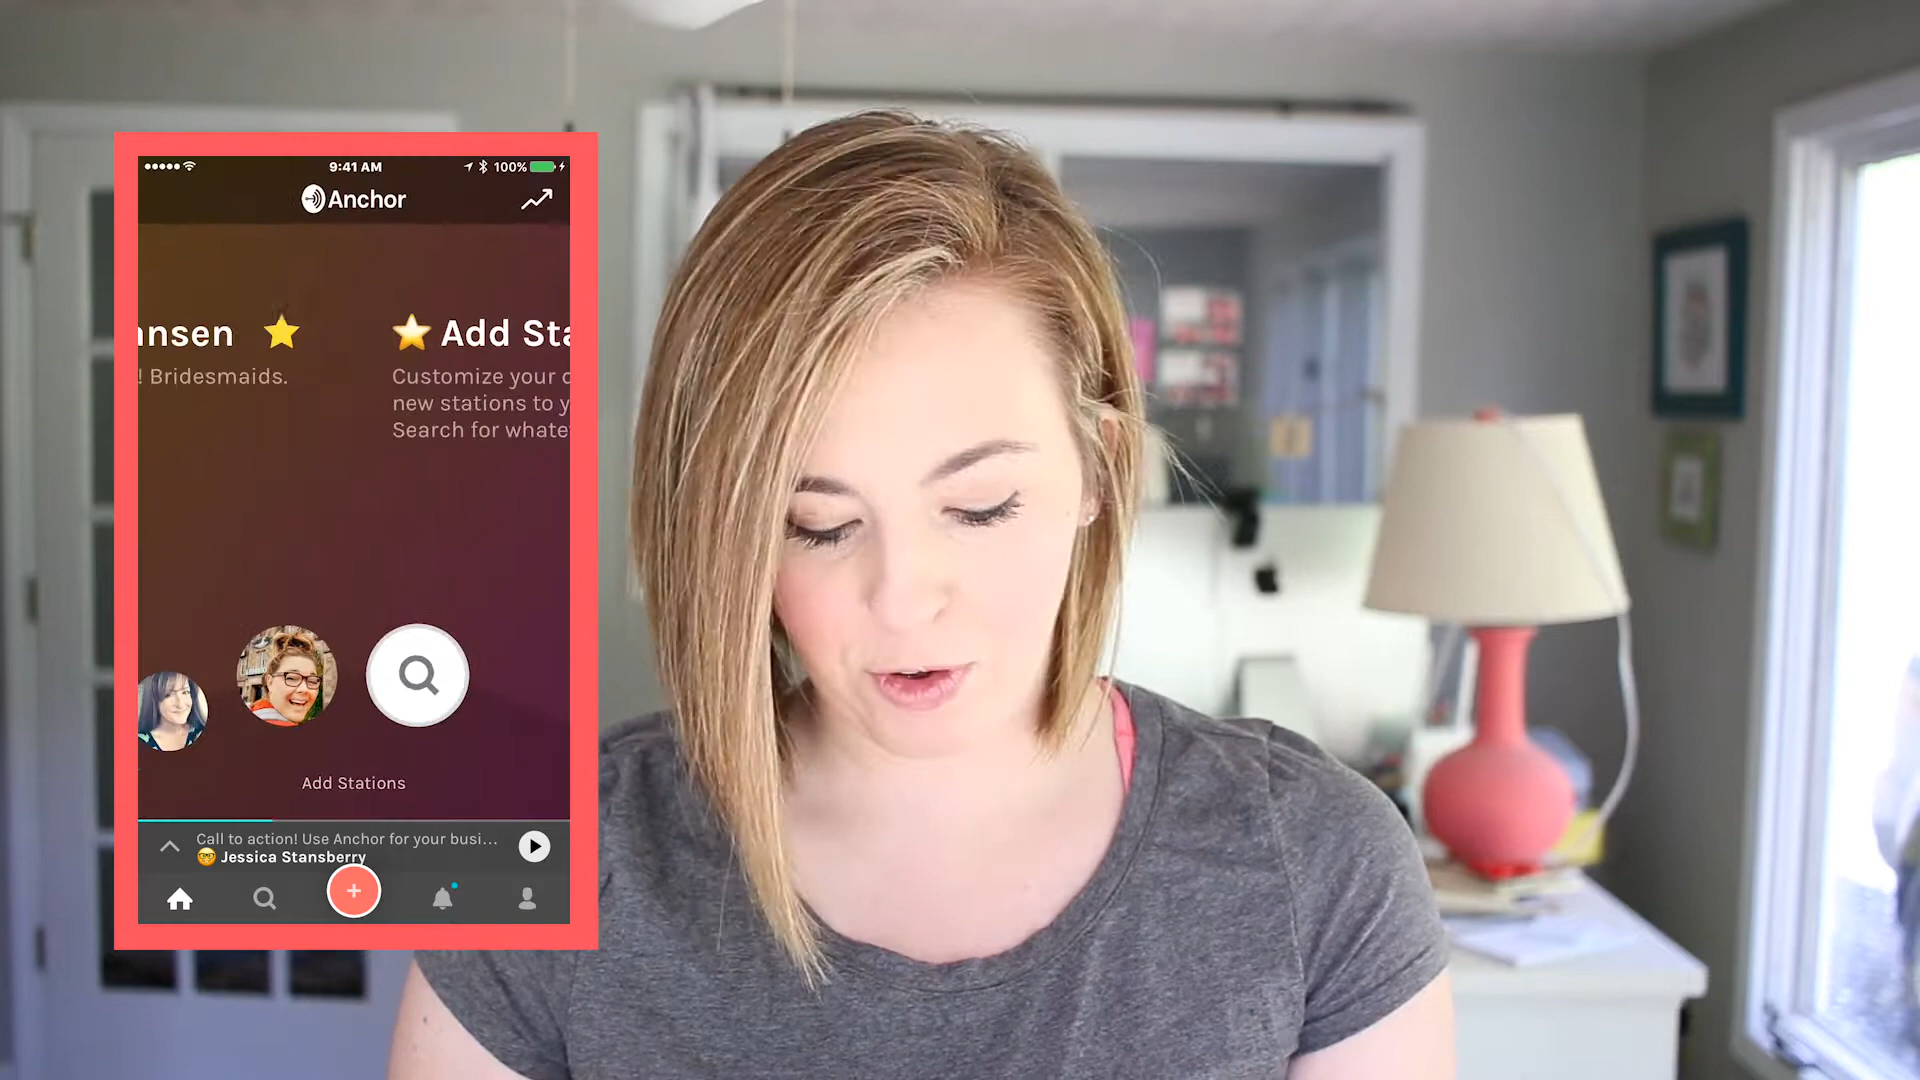 9:41 AM
100%
Anchor
nsen ⭐
⭐ Add Sta
! Bridesmaids.
Customize your
new stations to y
Search for whate
Add Stations
Call to action! Use Anchor for your busi...
🤓 Jessica Stansberry